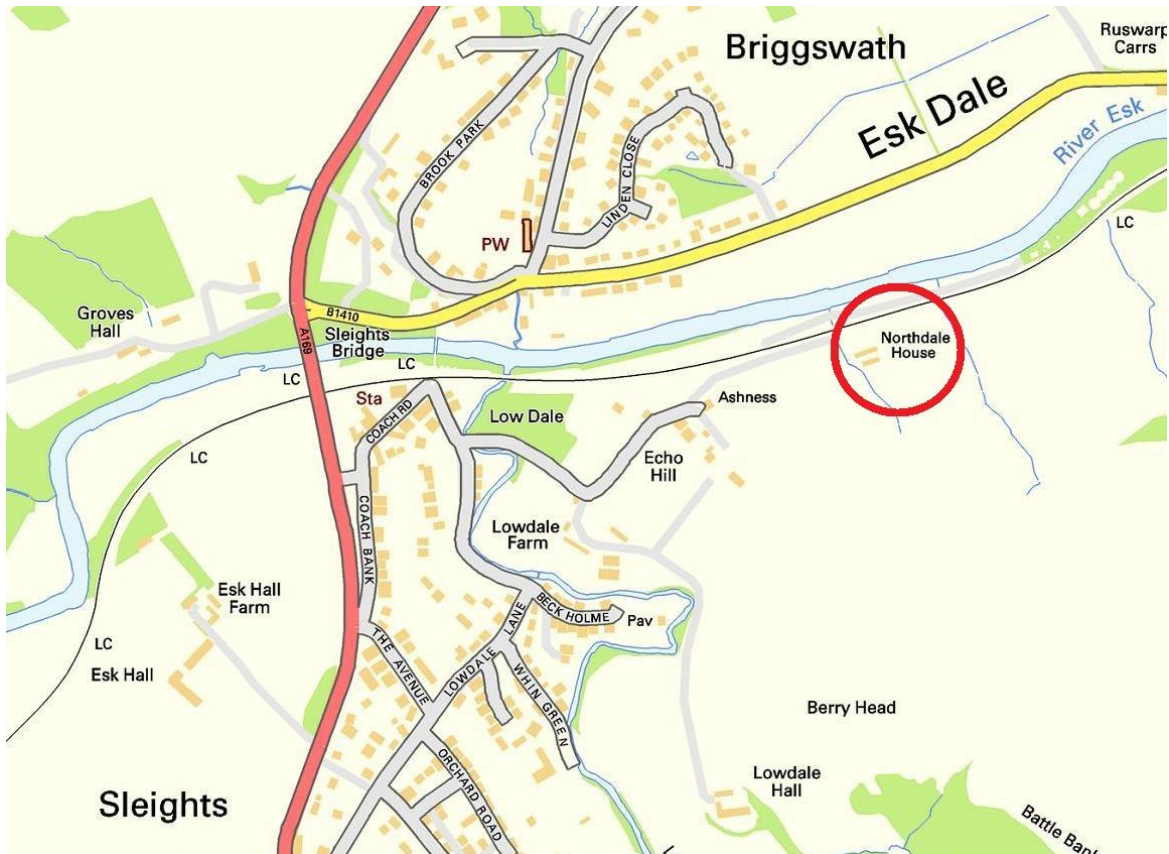 Briggswath
Ruswarp
Carrs
Esk Dale
River Esk
BROOK PARK
LINDEN CLOSE
PW
LC
Groves
Hall
B1410
A169
Sleights
Bridge
LC
LC
Northdale
House
Sta
COACH RD
Low Dale
Ashness
LC
Echo
Hill
COACH BANK
Lowdale
Farm
Esk Hall
Farm
BECK HOLME
Pav
LC
Esk Hall
THE AVENUE
LOWDALE LANE
WHIN GREEN
Berry Head
ORCHARD ROAD
Lowdale
Hall
Sleights
Battle